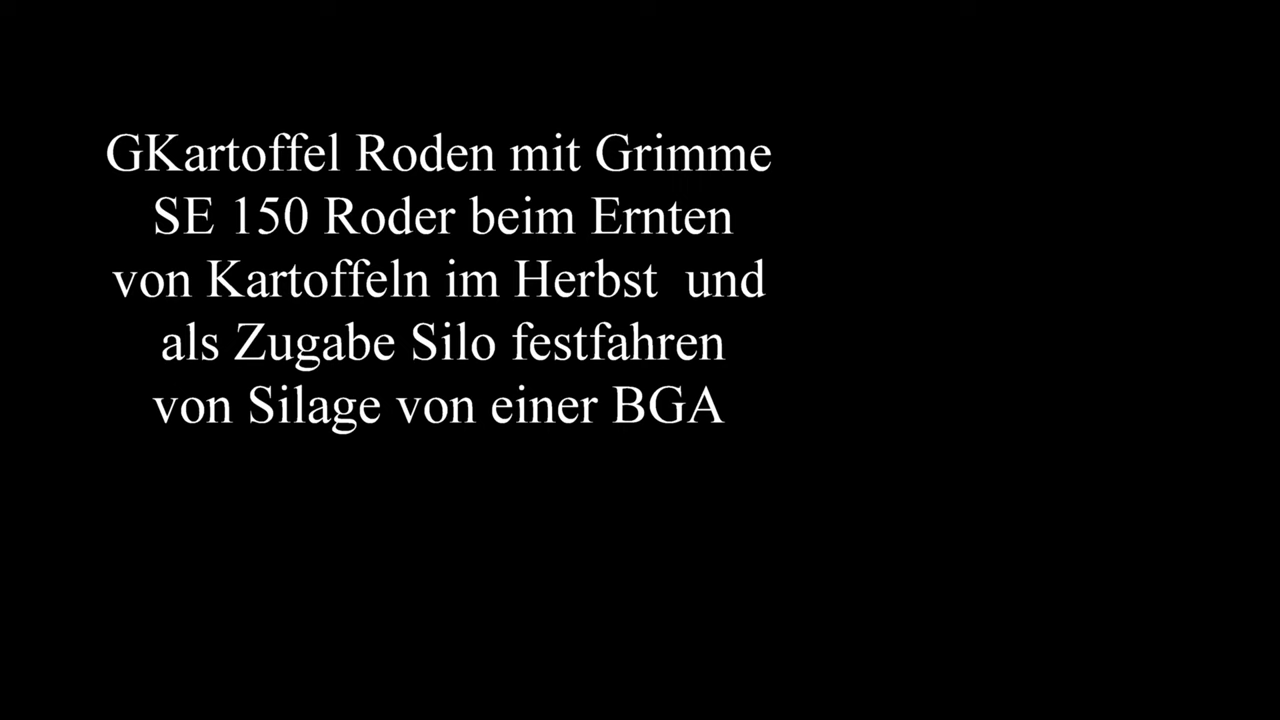 GKartoffel Roden mit Grimme
SE 150 Roder beim Ernten
von Kartoffeln im Herbst  und
als Zugabe Silo festfahren
von Silage von einer BGA